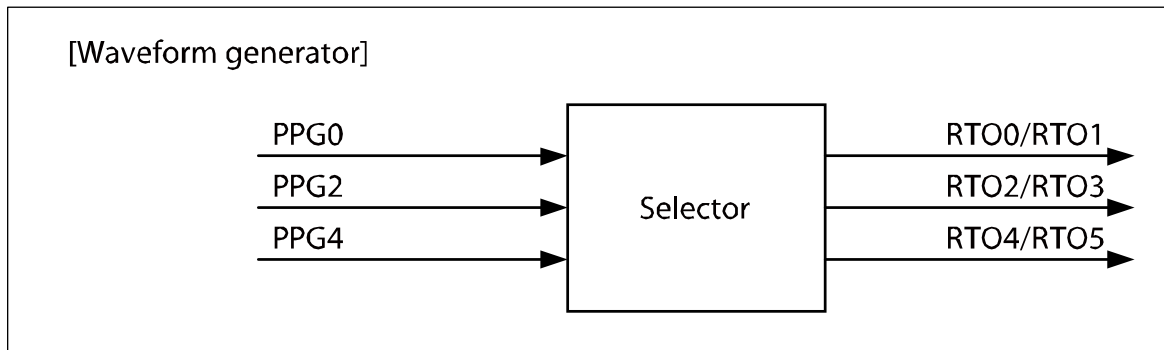 [Waveform generator]
PPG0
RTO0/RTO1
PPG2
Selector
RTO2/RTO3
PPG4
RTO4/RTO5